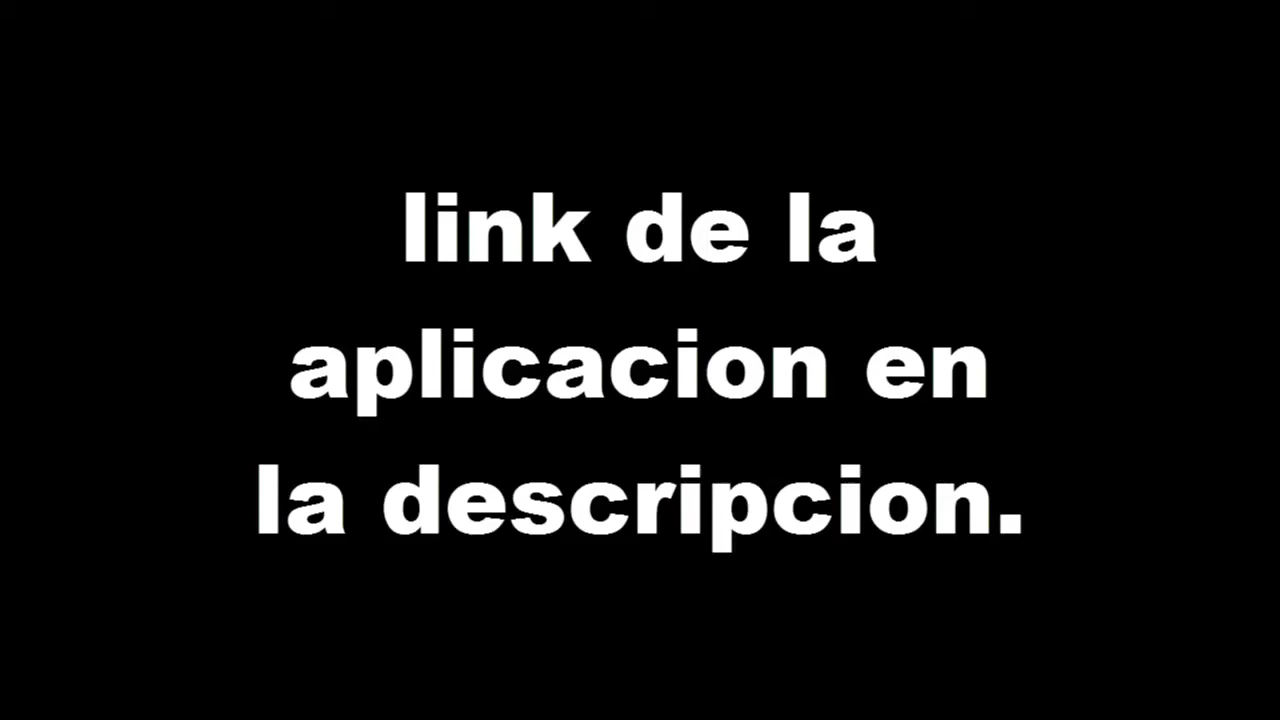 link de la
aplicacion en
la descripcion.